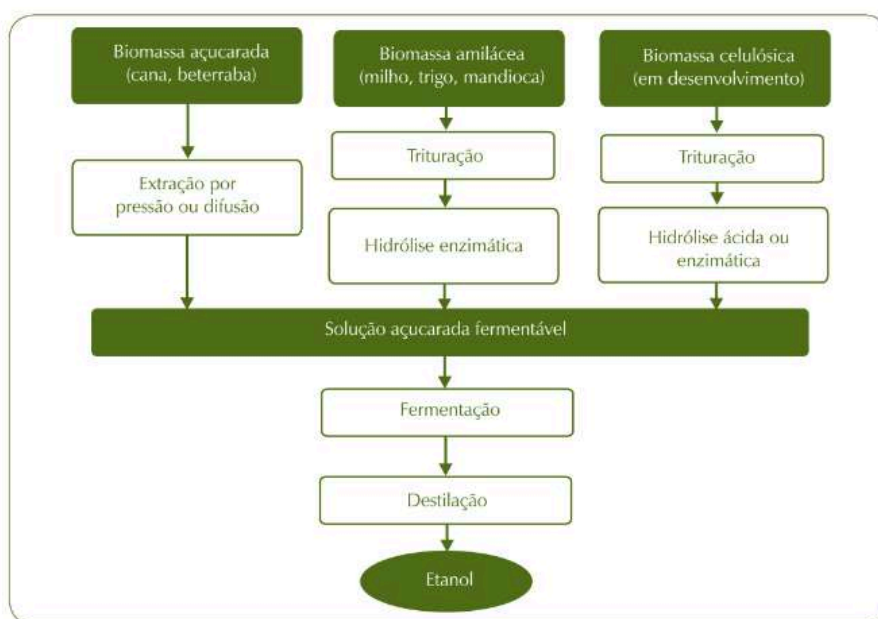 Biomassa açucarada
(cana, beterraba)
Biomassa amilácea
(milho, trigo, mandioca)
Biomassa celulósica
(em desenvolvimento)
Extração por
pressão ou difusão
Trituração
Trituração
Hidrólise enzimática
Hidrólise ácida ou
enzimática
Solução açucarada fermentável
Fermentação
Destilação
Etanol